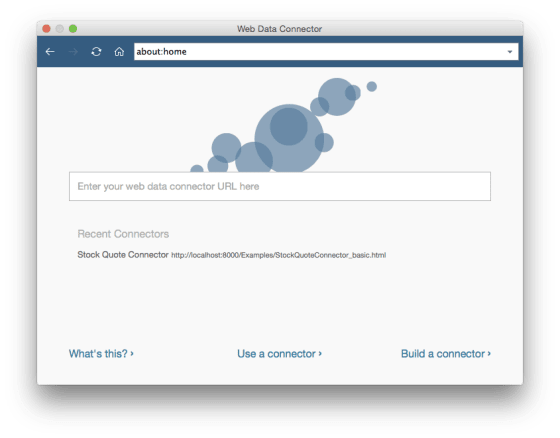 Web Data Connector
about:home
Enter your web data connector URL here
Recent Connectors
Stock Quote Connector http://localhost:8000/Examples/StockQuoteConnector_basic.html
What's this? › Use a connector › Build a connector ›